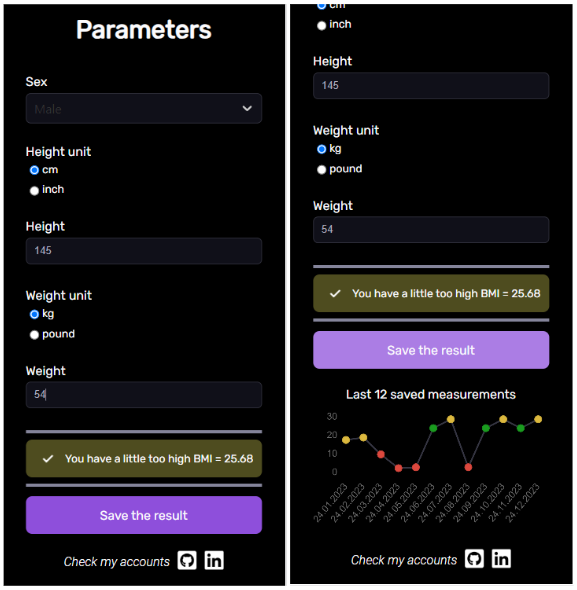 Parameters
Sex
Male
Height unit
cm
inch
Height
145
Weight unit
kg
pound
Weight
54
You have a little too high BMI = 25.68
Save the result
Check my accounts
cm
inch
Height
145
Weight unit
kg
pound
Weight
54
You have a little too high BMI = 25.68
Save the result
Last 12 saved measurements
30
20
10
0
24.01.2023
24.02.2023
24.03.2023
24.04.2023
24.05.2023
24.06.2023
24.07.2023
24.08.2023
24.09.2023
24.10.2023
24.11.2023
24.12.2023
Check my accounts